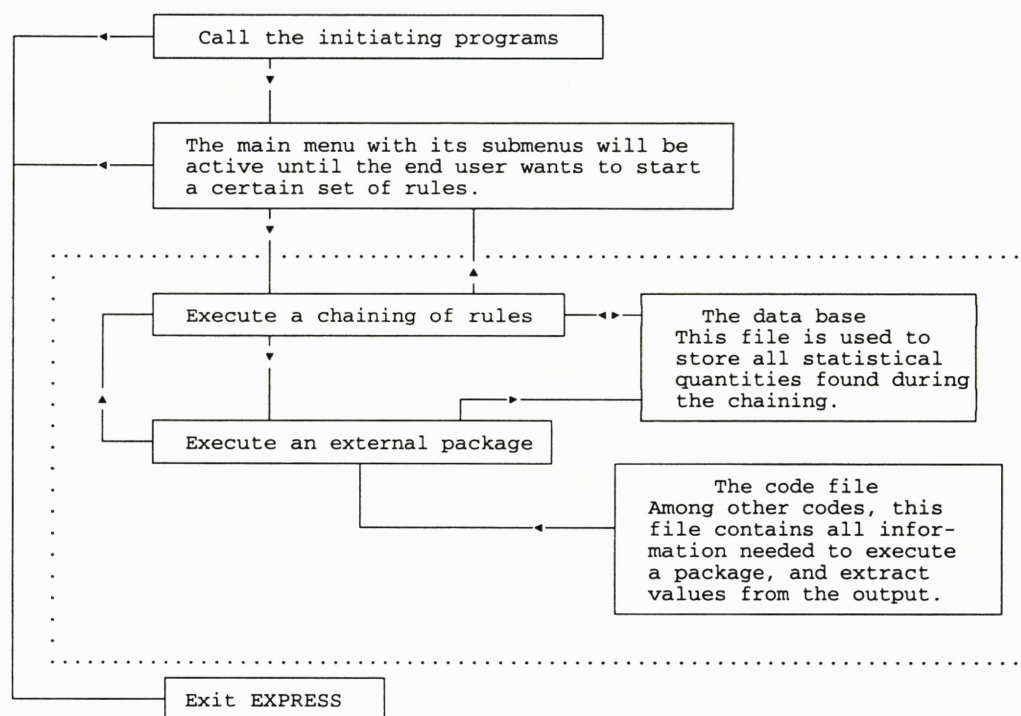 Call the initiating programs
The main menu with its submenus will be
active until the end user wants to start
a certain set of rules.
Execute a chaining of rules
The data base
This file is used to
store all statistical
quantities found during
the chaining.
Execute an external package
The code file
Among other codes, this
file contains all infor-
mation needed to execute
a package, and extract
values from the output.
Exit EXPRESS